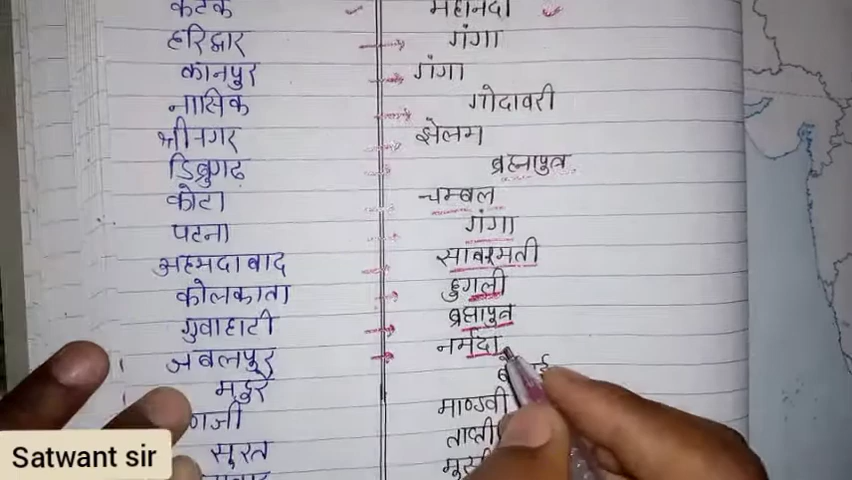 कटक महानदी
हरिद्वार गंगा
कानपुर गंगा
नासिक गोदावरी
श्रीनगर झेलम
डिब्रुगढ़ ब्रह्मपुत्र
कोटा चम्बल
पटना गंगा
अहमदाबाद साबरमती
कोलकाता हुगली
गुवाहाटी ब्रह्मपुत्र
जबलपुर नर्मदा
मदुरै
णजी माण्डवी
सूरत ताप्ती
Satwant sir